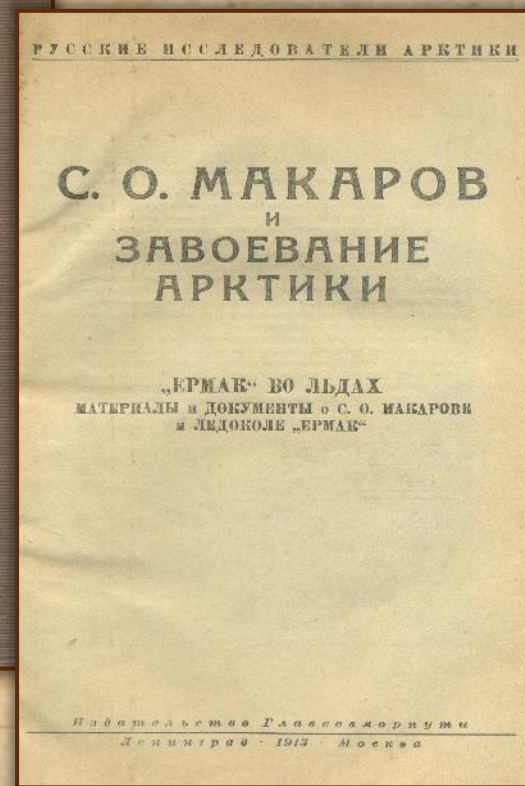 РУССКИЕ ИССЛЕДОВАТЕЛИ АРКТИКИ
С. О. МАКАРОВ
И
ЗАВОЕВАНИЕ
АРКТИКИ
„ЕРМАК“ ВО ЛЬДАХ
МАТЕРИАЛЫ и ДОКУМЕНТЫ о С. О. МАКАРОВЕ
и ЛЕДОКОЛЕ „ЕРМАК“
Издательство Главсевморпути
Ленинград · 1943 · Москва